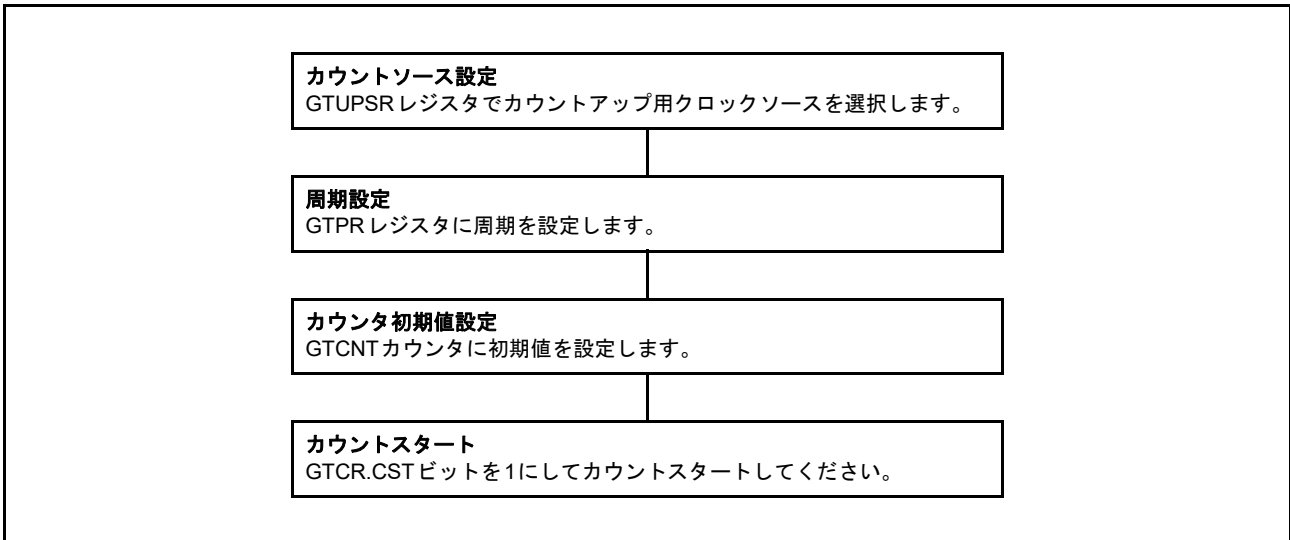 カウントソース設定
GTUPSRレジスタでカウントアップ用クロックソースを選択します。
周期設定
GTPRレジスタに周期を設定します。
カウンタ初期値設定
GTCNTカウンタに初期値を設定します。
カウントスタート
GTCR.CSTビットを1にしてカウントスタートしてください。